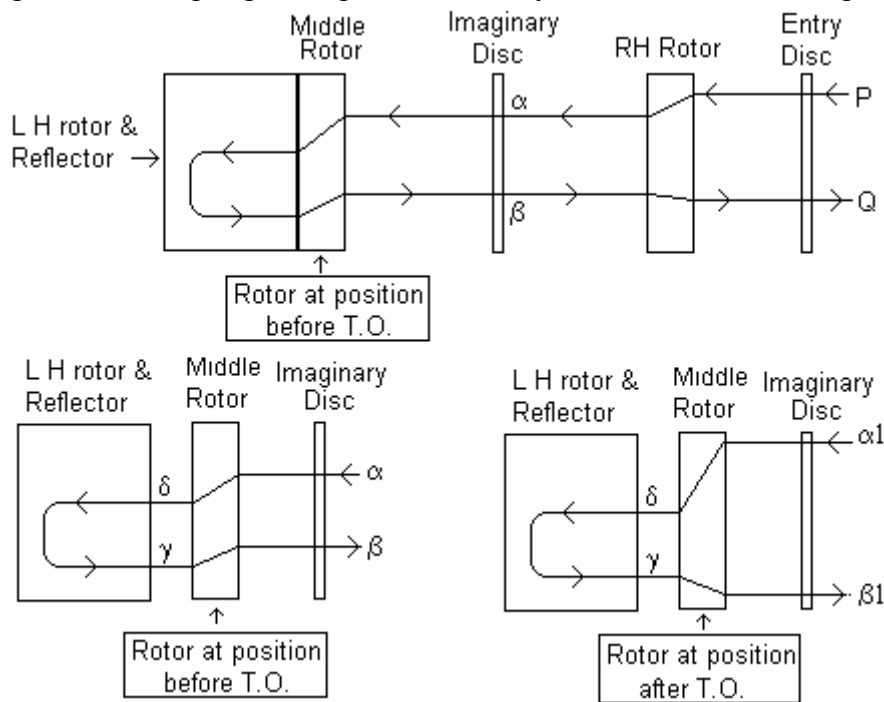 Middle
Rotor
Imaginary
Disc
RH Rotor
Entry
Disc
α
P
L H rotor &
Reflector →
β
Q
↑
Rotor at position
before T.O.
L H rotor &
Reflector
Middle
Rotor
Imaginary
Disc
δ
α
γ
β
↑
Rotor at position
before T.O.
L H rotor &
Reflector
Middle
Rotor
Imaginary
Disc
α1
δ
γ
β1
↑
Rotor at position
after T.O.